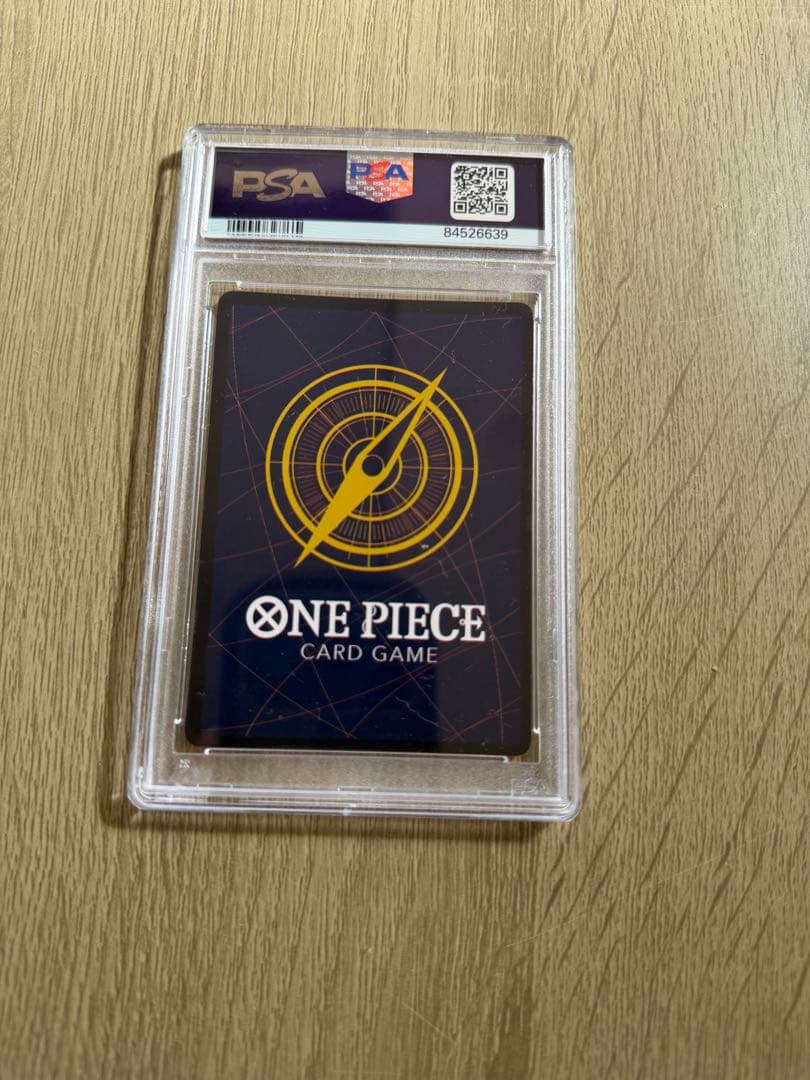 PSA
PSA
84526639
ONE PIECE
CARD GAME